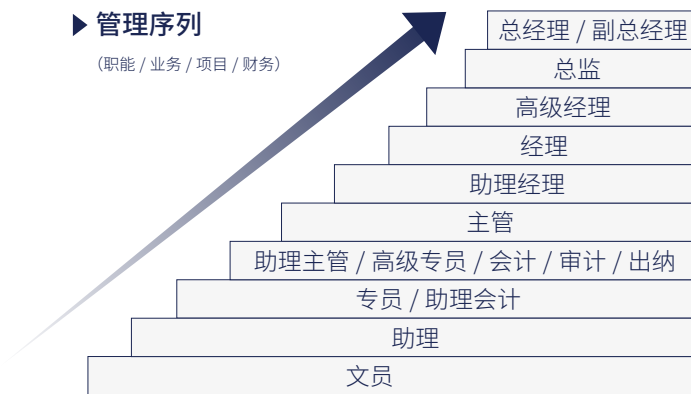 管理序列
（职能 / 业务 / 项目 / 财务）
总经理 / 副总经理
总监
高级经理
经理
助理经理
主管
助理主管 / 高级专员 / 会计 / 审计 / 出纳
专员 / 助理会计
助理
文员